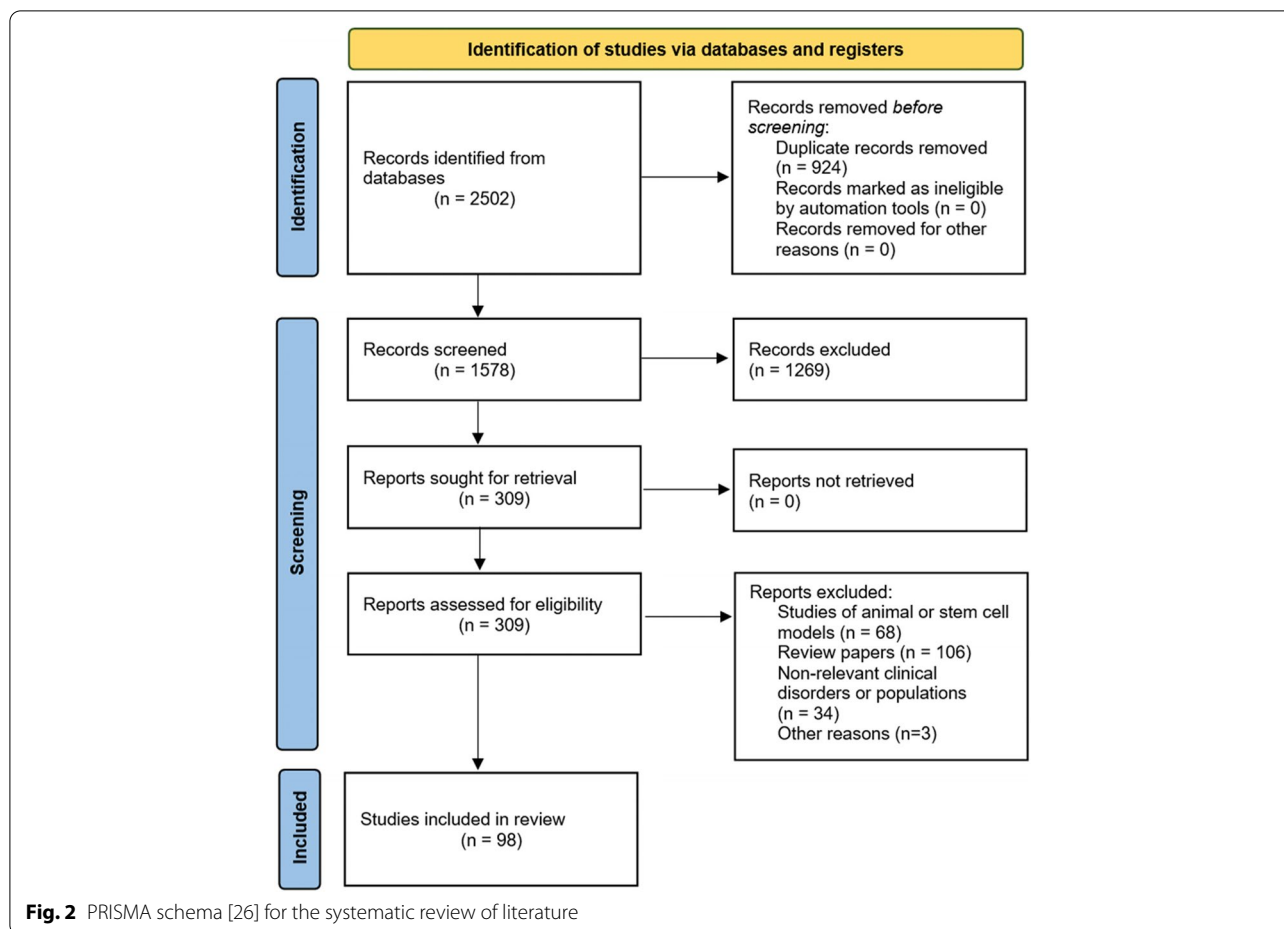 Identification of studies via databases and registers
Identification
Records identified from
databases
(n = 2502)
Records removed before
screening:
Duplicate records removed
(n = 924)
Records marked as ineligible
by automation tools (n = 0)
Records removed for other
reasons (n = 0)
Screening
Records screened
(n = 1578)
Records excluded
(n = 1269)
Reports sought for retrieval
(n = 309)
Reports not retrieved
(n = 0)
Reports assessed for eligibility
(n = 309)
Reports excluded:
Studies of animal or stem cell
models (n = 68)
Review papers (n = 106)
Non-relevant clinical
disorders or populations
(n = 34)
Other reasons (n=3)
Included
Studies included in review
(n = 98)
Fig. 2 PRISMA schema [26] for the systematic review of literature